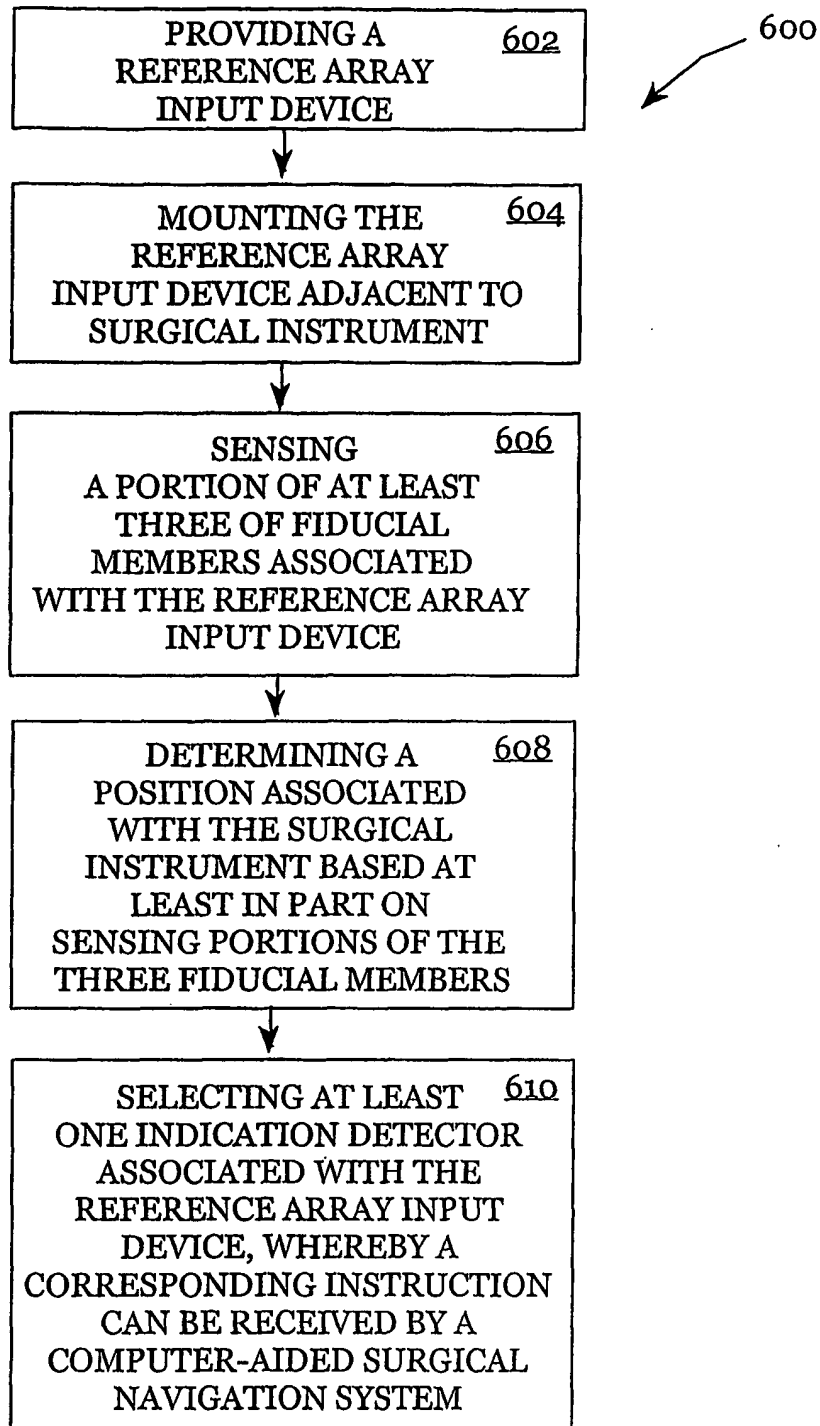 PROVIDING A 602
REFERENCE ARRAY
INPUT DEVICE
600
MOUNTING THE 604
REFERENCE ARRAY
INPUT DEVICE ADJACENT TO
SURGICAL INSTRUMENT
SENSING 606
A PORTION OF AT LEAST
THREE OF FIDUCIAL
MEMBERS ASSOCIATED
WITH THE REFERENCE ARRAY
INPUT DEVICE
DETERMINING A 608
POSITION ASSOCIATED
WITH THE SURGICAL
INSTRUMENT BASED AT
LEAST IN PART ON
SENSING PORTIONS OF THE
THREE FIDUCIAL MEMBERS
SELECTING AT LEAST 610
ONE INDICATION DETECTOR
ASSOCIATED WITH THE
REFERENCE ARRAY INPUT
DEVICE, WHEREBY A
CORRESPONDING INSTRUCTION
CAN BE RECEIVED BY A
COMPUTER-AIDED SURGICAL
NAVIGATION SYSTEM